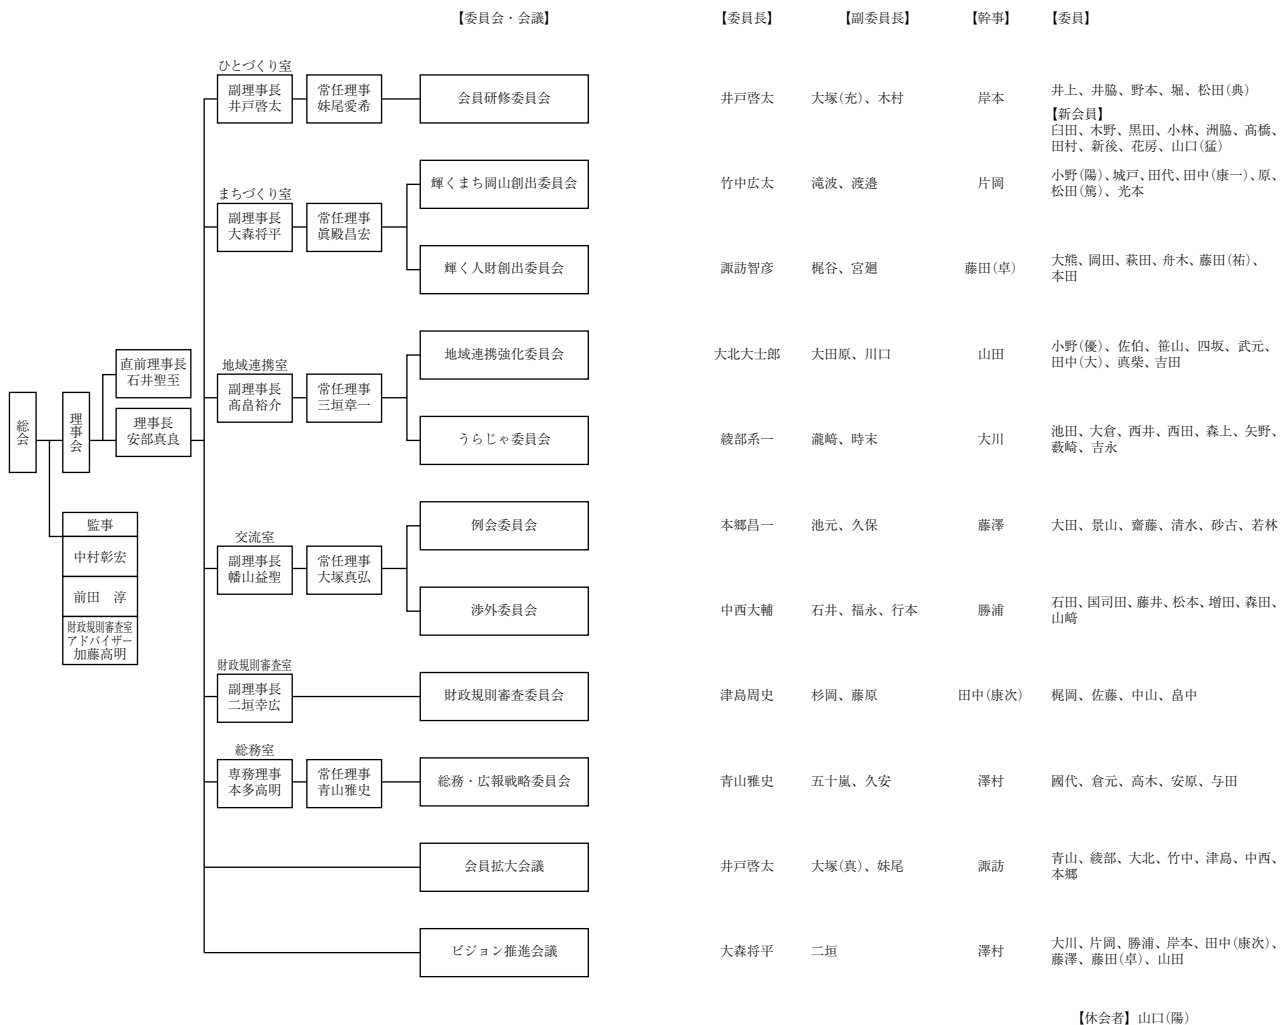 【委員会・会議】 【委員長】 【副委員長】 【幹事】 【委員】
総会
理事会
直前理事長
石井聖至
理事長
安部真良
監事
中村彰宏
前田　淳
財政規則審査室
アドバイザー
加藤高明
ひとづくり室
副理事長
井戸啓太
常任理事
妹尾愛希
会員研修委員会 井戸啓太 大塚(充)、木村 岸本
井上、井脇、野本、堀、松田(典)
【新会員】
臼田、木野、黒田、小林、洲脇、髙橋、
田村、新後、花房、山口(猛)
まちづくり室
副理事長
大森将平
常任理事
眞殿昌宏
輝くまち岡山創出委員会 竹中広太 滝波、渡邉 片岡
小野(陽)、城戸、田代、田中(康一)、原、
松田(篤)、光本
輝く人財創出委員会 諏訪智彦 梶谷、宮廻 藤田(卓)
大熊、岡田、萩田、舟木、藤田(祐)、
本田
地域連携室
副理事長
髙畠裕介
常任理事
三垣章一
地域連携強化委員会 大北大士郎 大田原、川口 山田
小野(優)、佐伯、笹山、四坂、武元、
田中(大)、真柴、吉田
うらじゃ委員会 綾部系一 瀧﨑、時末 大川
池田、大倉、西井、西田、森上、矢野、
薮崎、吉永
交流室
副理事長
幡山益聖
常任理事
大塚真弘
例会委員会 本郷昌一 池元、久保 藤澤 大田、景山、齋藤、清水、砂古、若林
渉外委員会 中西大輔 石井、福永、行本 勝浦
石田、国司田、藤井、松本、増田、森田、
山﨑
財政規則審査室
副理事長
二垣幸広
財政規則審査委員会 津島周史 杉岡、藤原 田中(康次) 梶岡、佐藤、中山、畠中
総務室
専務理事
本多高明
常任理事
青山雅史
総務・広報戦略委員会 青山雅史 五十嵐、久安 澤村 國代、倉元、高木、安原、与田
会員拡大会議 井戸啓太 大塚(真)、妹尾 諏訪
青山、綾部、大北、竹中、津島、中西、
本郷
ビジョン推進会議 大森将平 二垣 澤村
大川、片岡、勝浦、岸本、田中(康次)、
藤澤、藤田(卓)、山田
【休会者】山口(陽)